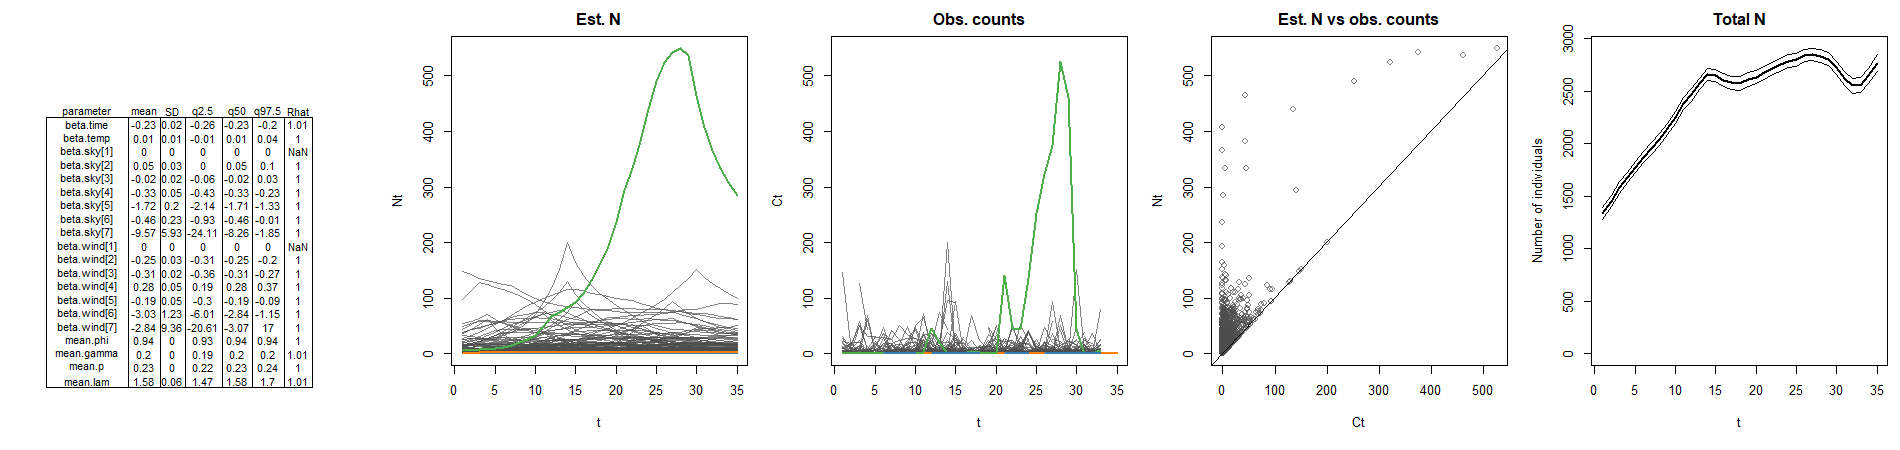 parameter mean SD q2.5 q50 q97.5 Rhat
beta.time -0.23 0.02 -0.26 -0.23 -0.2 1.01
beta.temp 0.01 0.01 -0.01 0.01 0.04 1
beta.sky[1] 0 0 0 0 0 NaN
beta.sky[2] 0.05 0.03 0 0.05 0.1 1
beta.sky[3] -0.02 0.02 -0.06 -0.02 0.03 1
beta.sky[4] -0.33 0.05 -0.43 -0.33 -0.23 1
beta.sky[5] -1.72 0.2 -2.14 -1.71 -1.33 1
beta.sky[6] -0.46 0.23 -0.93 -0.46 -0.01 1
beta.sky[7] -9.57 5.93 -24.11 -8.26 -1.85 1
beta.wind[1] 0 0 0 0 0 NaN
beta.wind[2] -0.25 0.03 -0.31 -0.25 -0.2 1
beta.wind[3] -0.31 0.02 -0.36 -0.31 -0.27 1
beta.wind[4] 0.28 0.05 0.19 0.28 0.37 1
beta.wind[5] -0.19 0.05 -0.3 -0.19 -0.09 1
beta.wind[6] -3.03 1.23 -6.01 -2.84 -1.15 1
beta.wind[7] -2.84 9.36 -20.61 -3.07 17 1
mean.phi 0.94 0 0.93 0.94 0.94 1
mean.gamma 0.2 0 0.19 0.2 0.2 1.01
mean.p 0.23 0 0.22 0.23 0.24 1
mean.lam 1.58 0.06 1.47 1.58 1.7 1.01
Est. N
Nt
500
400
300
200
100
0
0 5 10 15 20 25 30 35
t
Obs. counts
Ct
500
400
300
200
100
0
0 5 10 15 20 25 30 35
t
Est. N vs obs. counts
Nt
500
400
300
200
100
0
0 100 200 300 400 500
Ct
Total N
Number of individuals
3000
2500
2000
1500
1000
500
0
0 5 10 15 20 25 30 35
t